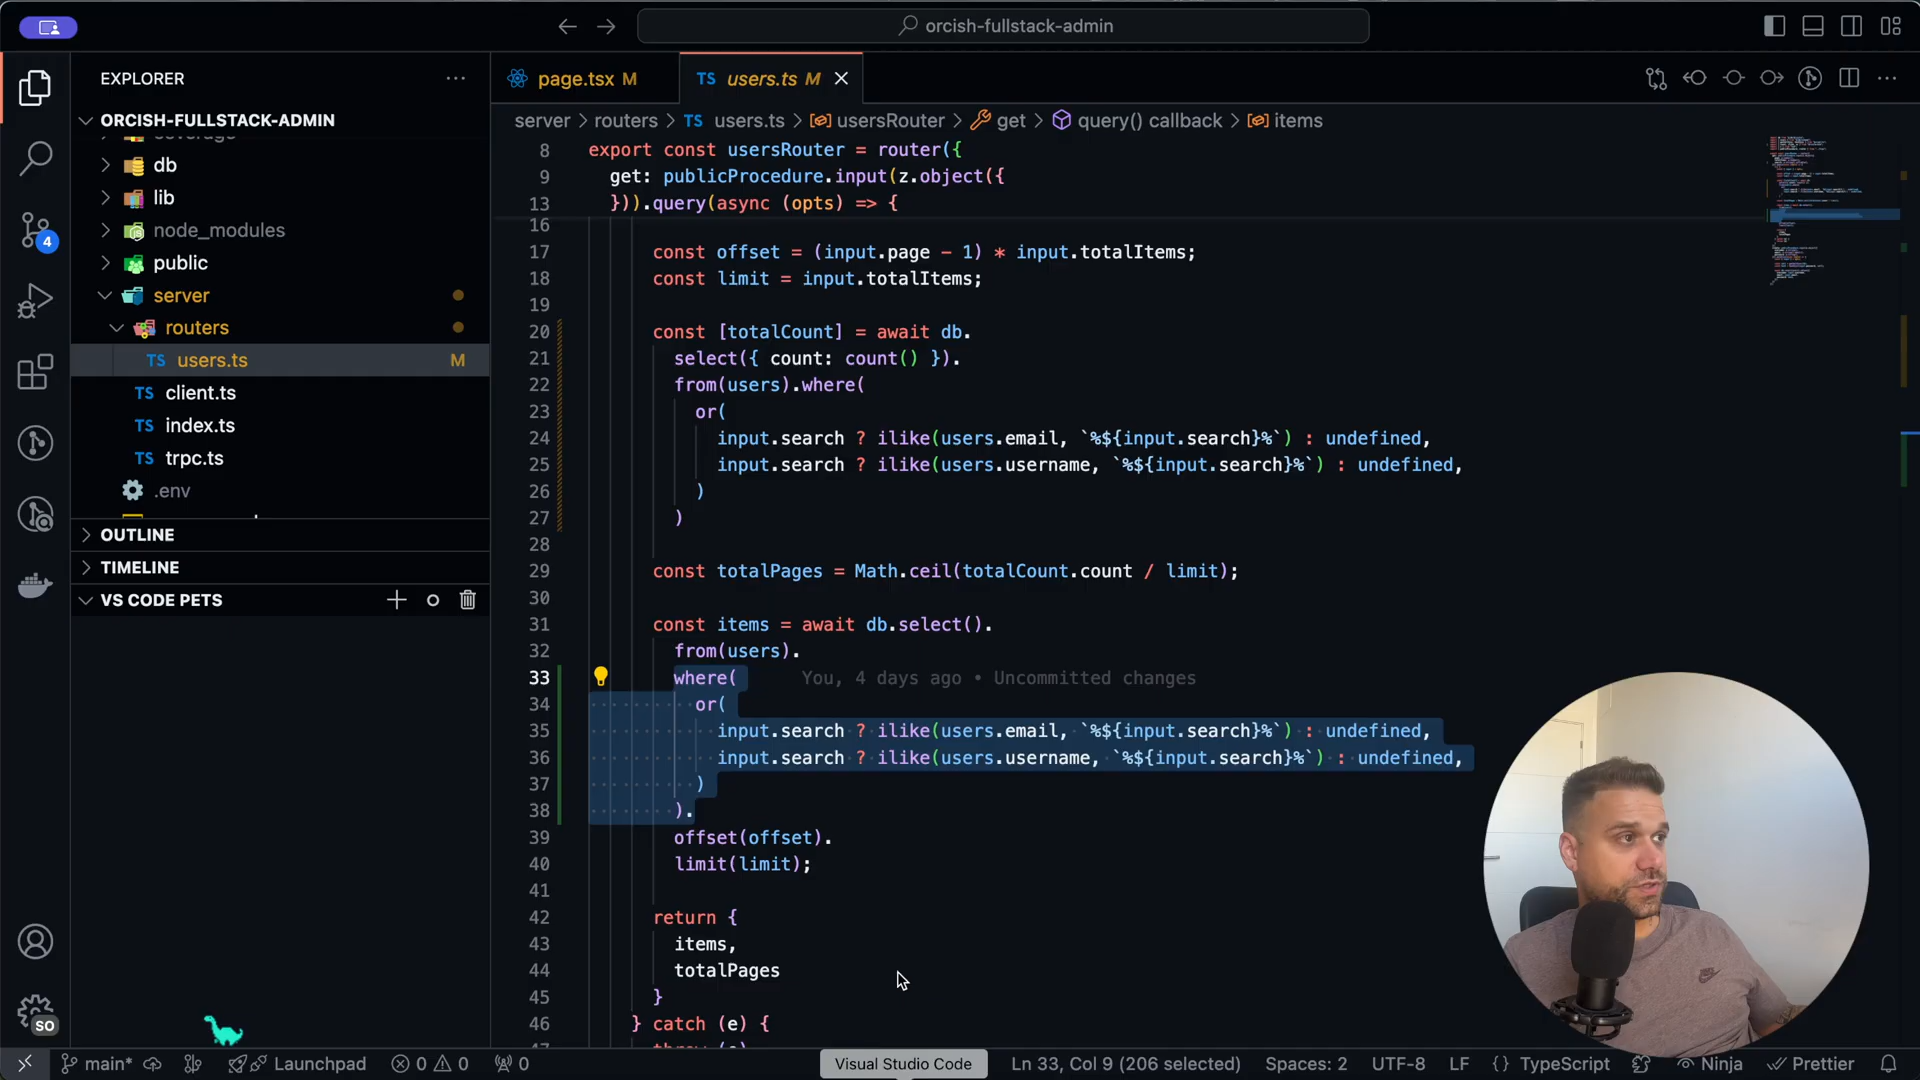 orcish-fullstack-admin
EXPLORER
ORCISH-FULLSTACK-ADMIN
coverage
db
lib
node_modules
public
server
routers
TS users.ts M
TS client.ts
TS index.ts
TS trpc.ts
.env
OUTLINE
TIMELINE
VS CODE PETS
4
SO
page.tsx M
TS users.ts M
server > routers > TS users.ts > usersRouter > get > query() callback > items
8 export const usersRouter = router({
9 get: publicProcedure.input(z.object({
13 })).query(async (opts) => {
16
17 const offset = (input.page - 1) * input.totalItems;
18 const limit = input.totalItems;
19
20 const [totalCount] = await db.
21 select({ count: count() }).
22 from(users).where(
23 or(
24 input.search ? ilike(users.email, `%${input.search}%`) : undefined,
25 input.search ? ilike(users.username, `%${input.search}%`) : undefined,
26 )
27 )
28
29 const totalPages = Math.ceil(totalCount.count / limit);
30
31 const items = await db.select().
32 from(users).
33 where( You, 4 days ago • Uncommitted changes
34 or(
35 input.search ? ilike(users.email, `%${input.search}%`) : undefined,
36 input.search ? ilike(users.username, `%${input.search}%`) : undefined,
37 )
38 ).
39 offset(offset).
40 limit(limit);
41
42 return {
43 items,
44 totalPages
45 }
46 } catch (e) {
main* Launchpad 0 0 0 Visual Studio Code Ln 33, Col 9 (206 selected) Spaces: 2 UTF-8 LF {} TypeScript Ninja Prettier